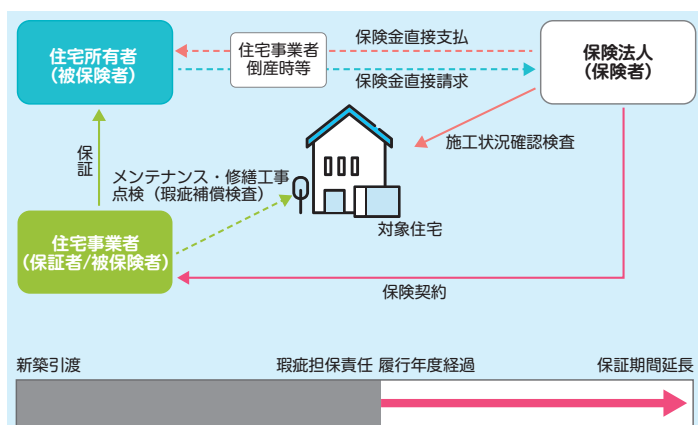 住宅所有者
(被保険者)
保険金直接支払
住宅事業者
倒産時等
保険金直接請求
保険法人
(保険者)
保証
メンテナンス・修繕工事
点検（瑕疵補償検査）
施工状況確認検査
対象住宅
住宅事業者
(保証者/被保険者)
保険契約
新築引渡
瑕疵担保責任 履行年度経過
保証期間延長